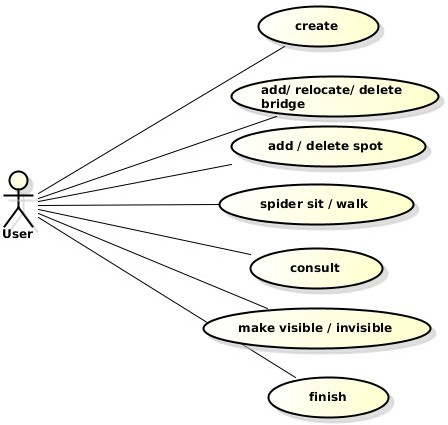 create
add/ relocate/ delete
bridge
add / delete spot
spider sit / walk
User
consult
make visible / invisible
finish